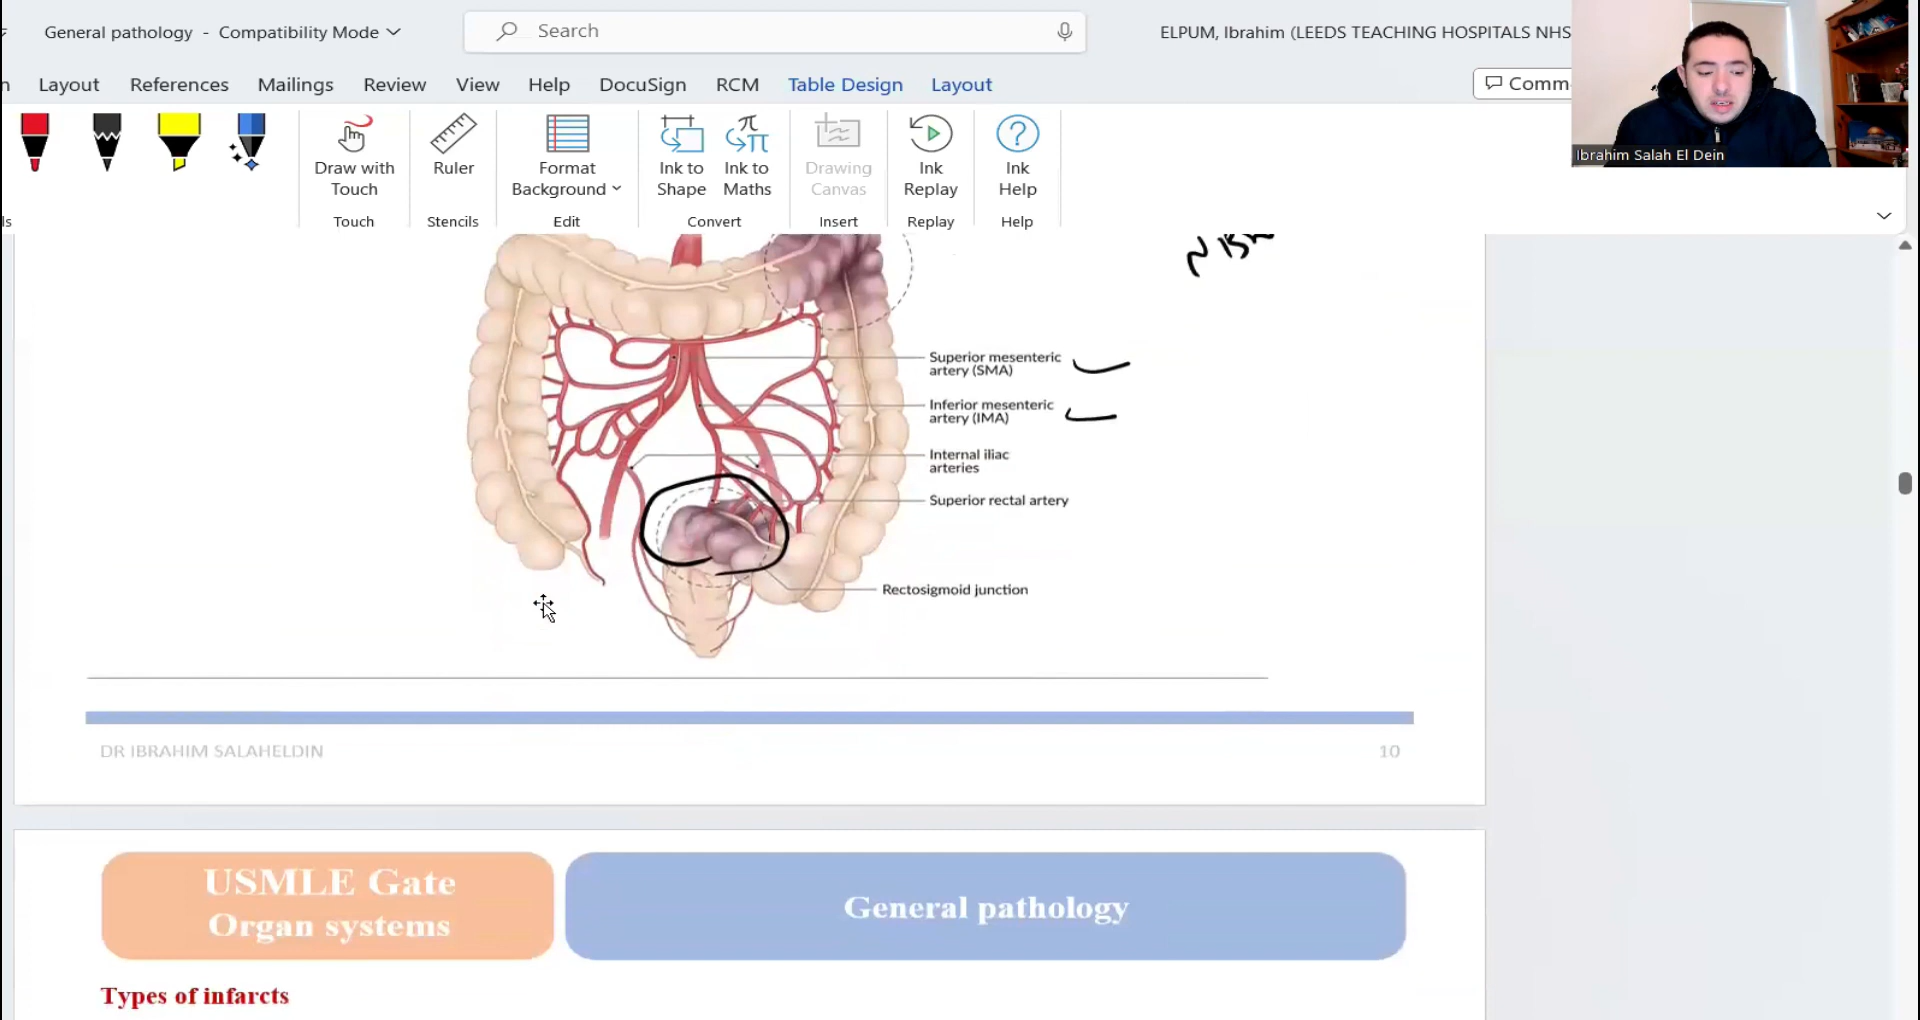 General pathology - Compatibility Mode
Search
ELPUM, Ibrahim (LEEDS TEACHING HOSPITALS NHS
n Layout References Mailings Review View Help DocuSign RCM Table Design Layout
Comm
Draw with Touch
Ruler
Format Background
Ink to Shape
Ink to Maths
Drawing Canvas
Ink Replay
Ink Help
ls
Touch
Stencils
Edit
Convert
Insert
Replay
Help
Ibrahim Salah El Dein
Superior mesenteric
artery (SMA)
Inferior mesenteric
artery (IMA)
Internal iliac
arteries
Superior rectal artery
Rectosigmoid junction
DR IBRAHIM SALAHELDIN
10
USMLE Gate
Organ systems
General pathology
Types of infarcts